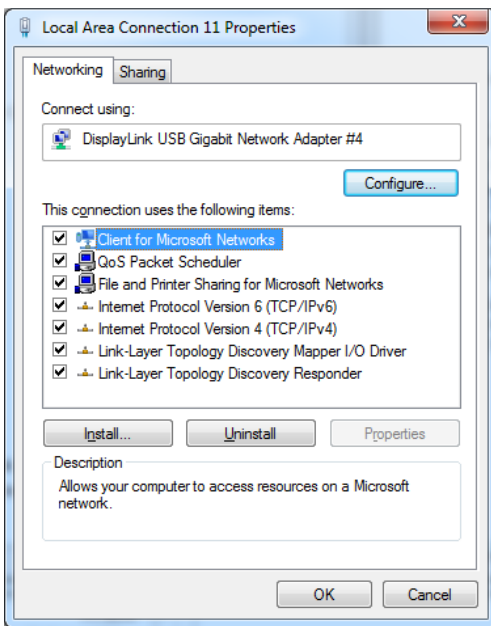 Local Area Connection 11 Properties
Networking
Sharing
Connect using:
DisplayLink USB Gigabit Network Adapter #4
Configure...
This connection uses the following items:
Client for Microsoft Networks
QoS Packet Scheduler
File and Printer Sharing for Microsoft Networks
Internet Protocol Version 6 (TCP/IPv6)
Internet Protocol Version 4 (TCP/IPv4)
Link-Layer Topology Discovery Mapper I/O Driver
Link-Layer Topology Discovery Responder
Install...
Uninstall
Properties
Description
Allows your computer to access resources on a Microsoft
network.
OK
Cancel